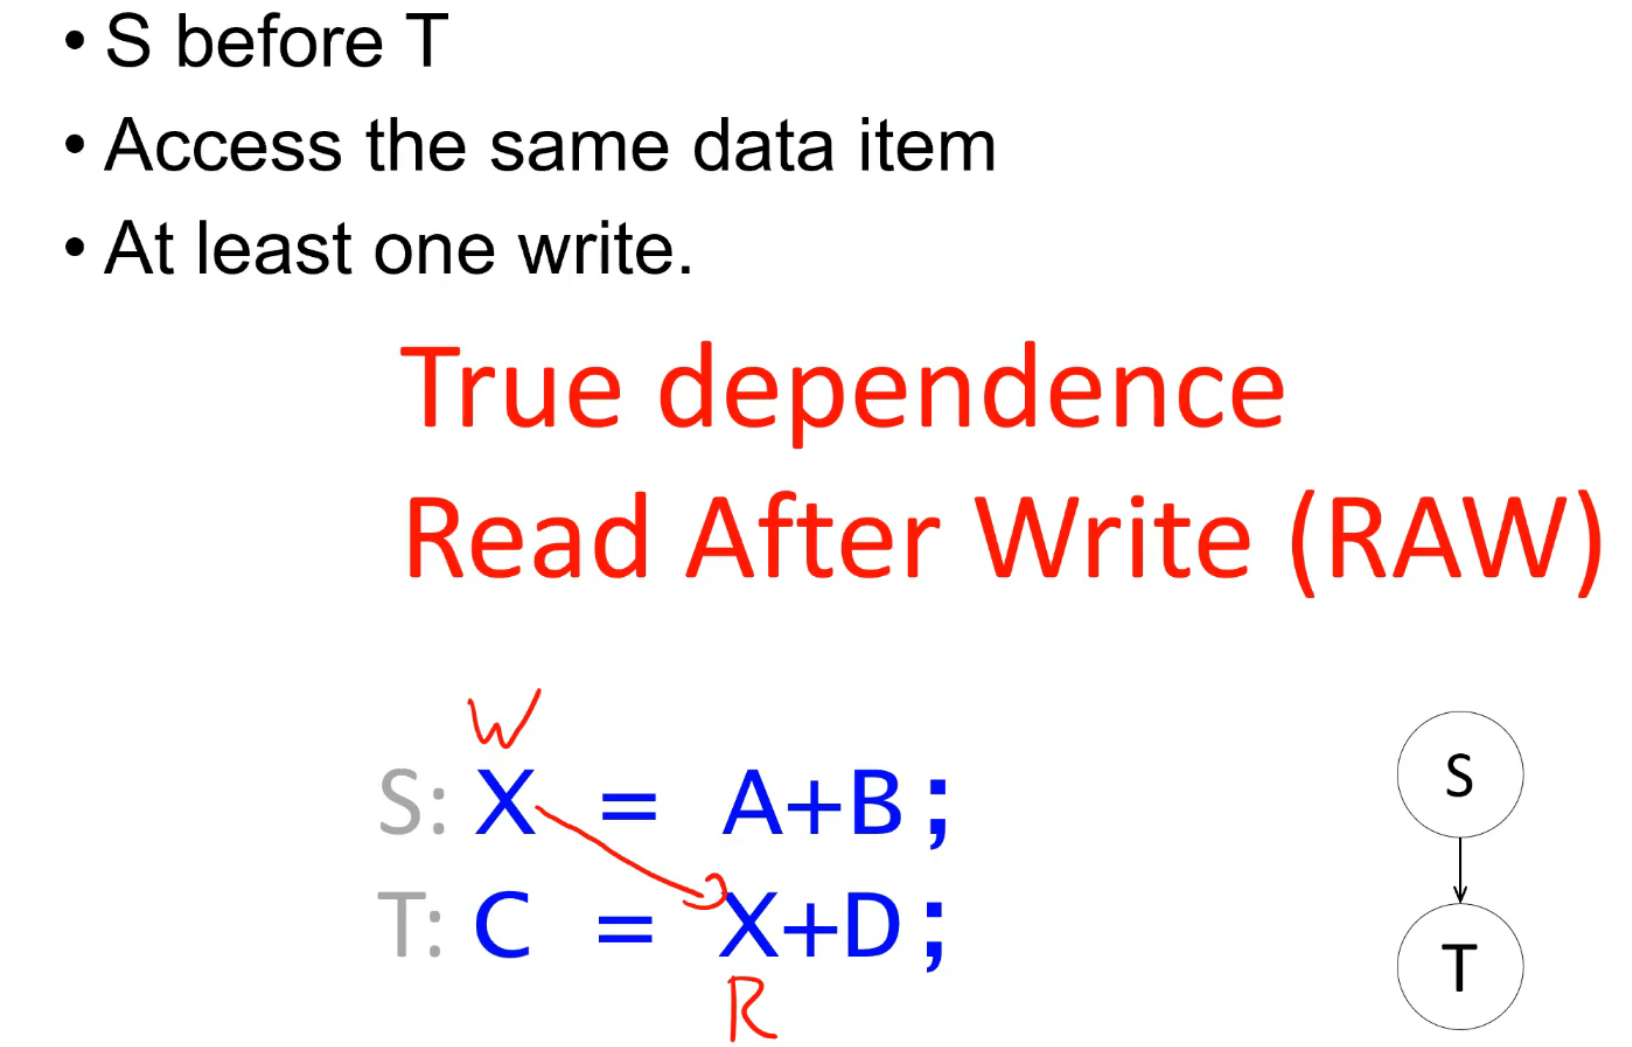 • S before T
• Access the same data item
• At least one write.
True dependence
Read After Write (RAW)
W
S: X = A+B;
T: C = X+D;
R
S
T